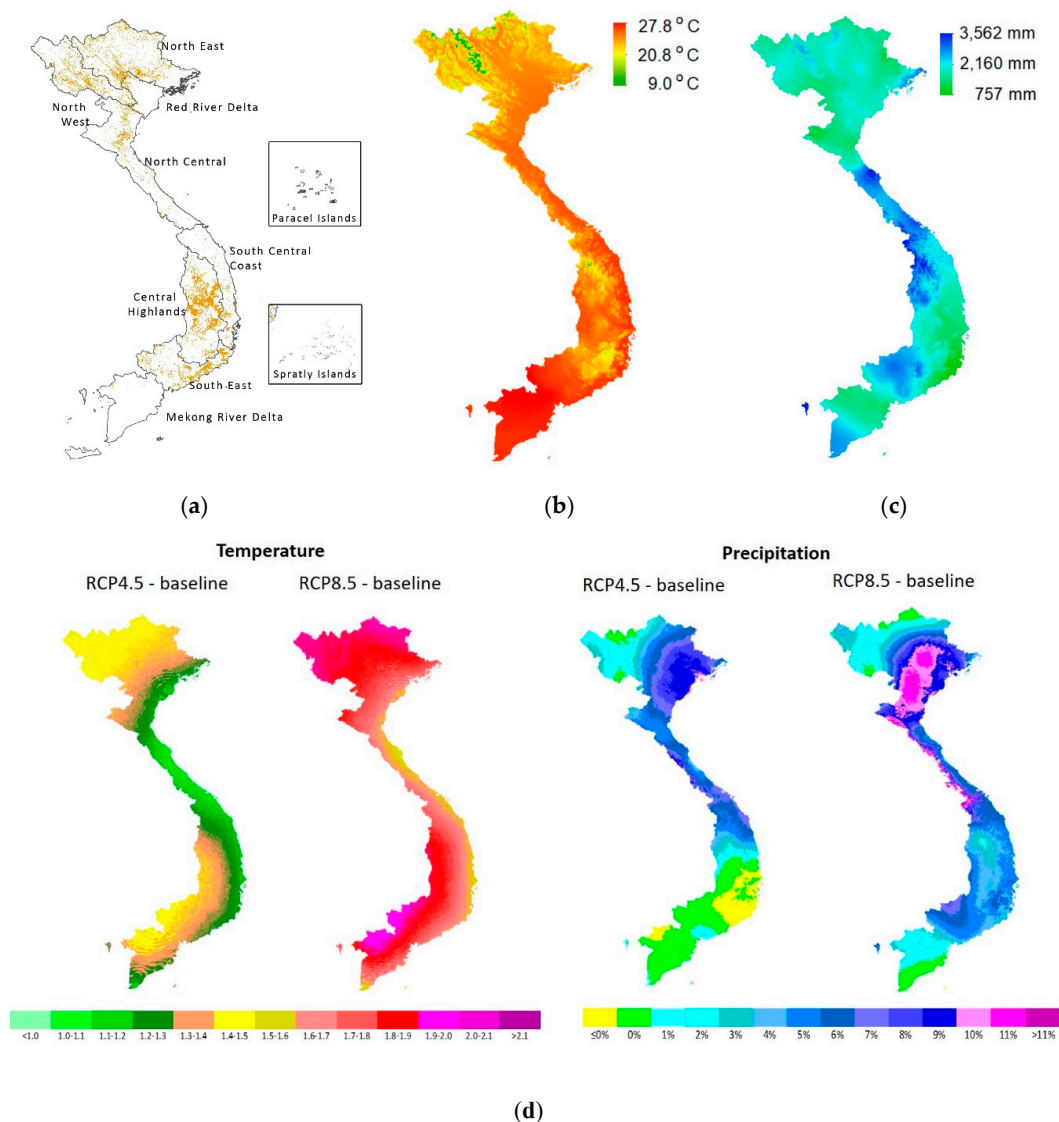 North East
North
West
Red River Delta
North Central
Paracel Islands
South Central
Coast
Central
Highlands
Spratly Islands
South East
Mekong River Delta
27.8 ° C
20.8 ° C
9.0 ° C
3,562 mm
2,160 mm
757 mm
(a)
(b)
(c)
Temperature
RCP4.5 - baseline
RCP8.5 - baseline
<1.0 1.0-1.1 1.1-1.2 1.2-1.3 1.3-1.4 1.4-1.5 1.5-1.6 1.6-1.7 1.7-1.8 1.8-1.9 1.9-2.0 2.0-2.1 >2.1
Precipitation
RCP4.5 - baseline
RCP8.5 - baseline
≤0% 0% 1% 2% 3% 4% 5% 6% 7% 8% 9% 10% 11% >11%
(d)